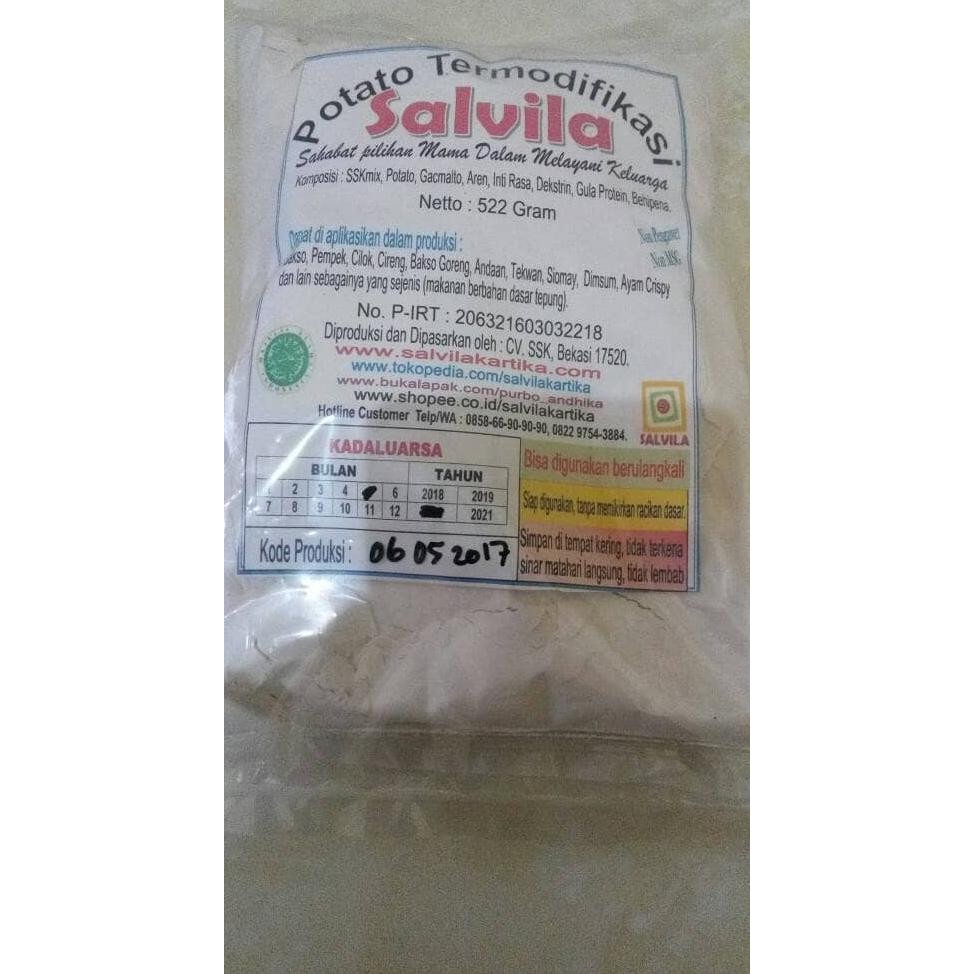 Potato Termodifikasi
Salvila
Sahabat pilihan Mama Dalam Melayani Keluarga
Komposisi : SSKmix, Potato, Gacmalto, Aren, Inti Rasa, Dekstrin, Gula Protein, Behipena.
Netto : 522 Gram
Non Pengawet
Non MSG
Dapat di aplikasikan dalam produksi :
Bakso, Pempek, Cilok, Cireng, Bakso Goreng, Andaan, Tekwan, Siomay, Dimsum, Ayam Crispy
dan lain sebagainya yang sejenis (makanan berbahan dasar tepung).
No. P-IRT : 206321603032218
Diproduksi dan Dipasarkan oleh : CV. SSK, Bekasi 17520.
www.salvilakartika.com
www.tokopedia.com/salvilakartika
www.bukalapak.com/purbo_andhika
www.shopee.co.id/salvilakartika
Hotline Customer Telp/WA : 0858-66-90-90-90, 0822 9754-3884.
SALVILA
KADALUARSA
BULAN TAHUN
1 2 3 4 6 2018 2019
7 8 9 10 11 12 2021
Kode Produksi : 06 05 2017
Bisa digunakan berulangkali
Siap digunakan, tanpa memikirkan racikan dasar.
Simpan di tempat kering, tidak terkena
sinar matahari langsung, tidak lembab